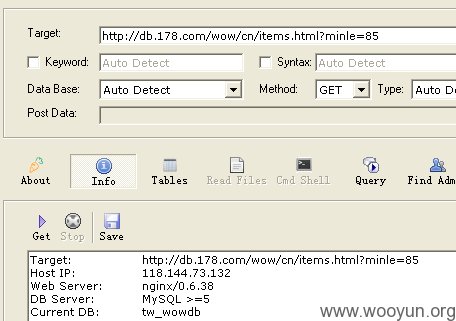 Target: http://db.178.com/wow/cn/items.html?minle=85
Keyword: Auto Detect Syntax: Auto Detect
Data Base: Auto Detect Method: GET Type: Auto D
Post Data:
About Info Tables Read Files Cmd Shell Query Find Adm
Get Stop Save
Target: http://db.178.com/wow/cn/items.html?minle=85
Host IP: 118.144.73.132
Web Server: nginx/0.6.38
DB Server: MySQL >=5
Current DB: tw_wowdb
www.wooyun.org